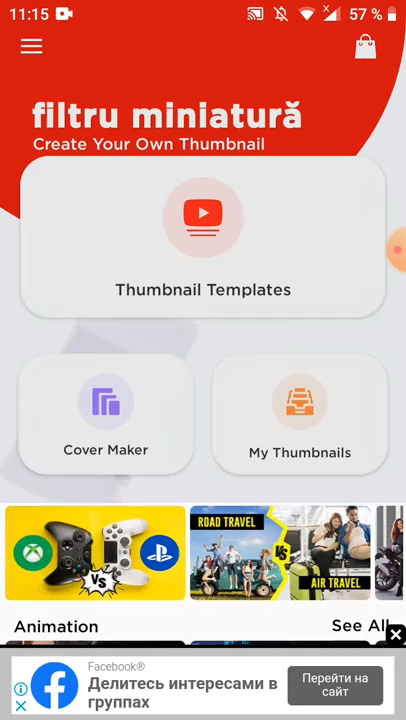 11:15
57 %
filtru miniatură
Create Your Own Thumbnail
Thumbnail Templates
Cover Maker
My Thumbnails
VS
ROAD TRAVEL
VS
AIR TRAVEL
Animation
See All
Facebook®
Делитесь интересами в
группах
Перейти на
сайт